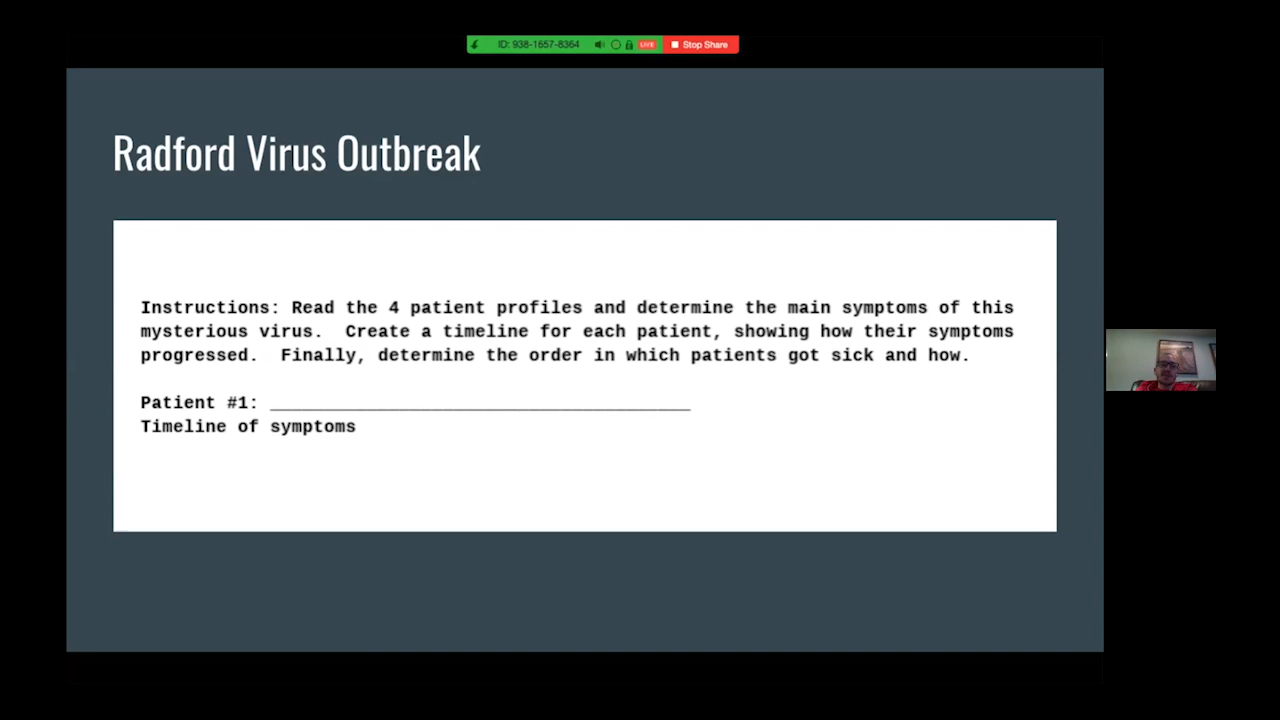 ID: 938-1657-8364 LIVE Stop Share
Radford Virus Outbreak
Instructions: Read the 4 patient profiles and determine the main symptoms of this
mysterious virus. Create a timeline for each patient, showing how their symptoms
progressed. Finally, determine the order in which patients got sick and how.
Patient #1: _______________________________________
Timeline of symptoms